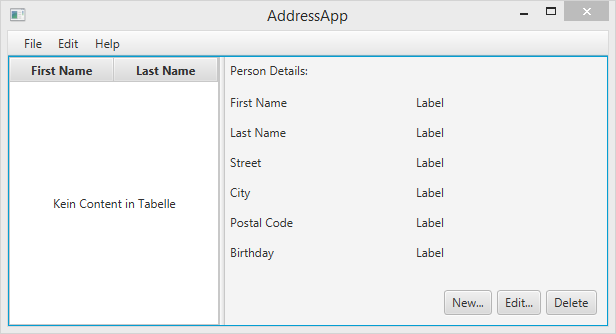 AddressApp
File Edit Help
First Name Last Name
Kein Content in Tabelle
Person Details:
First Name Label
Last Name Label
Street Label
City Label
Postal Code Label
Birthday Label
New... Edit... Delete